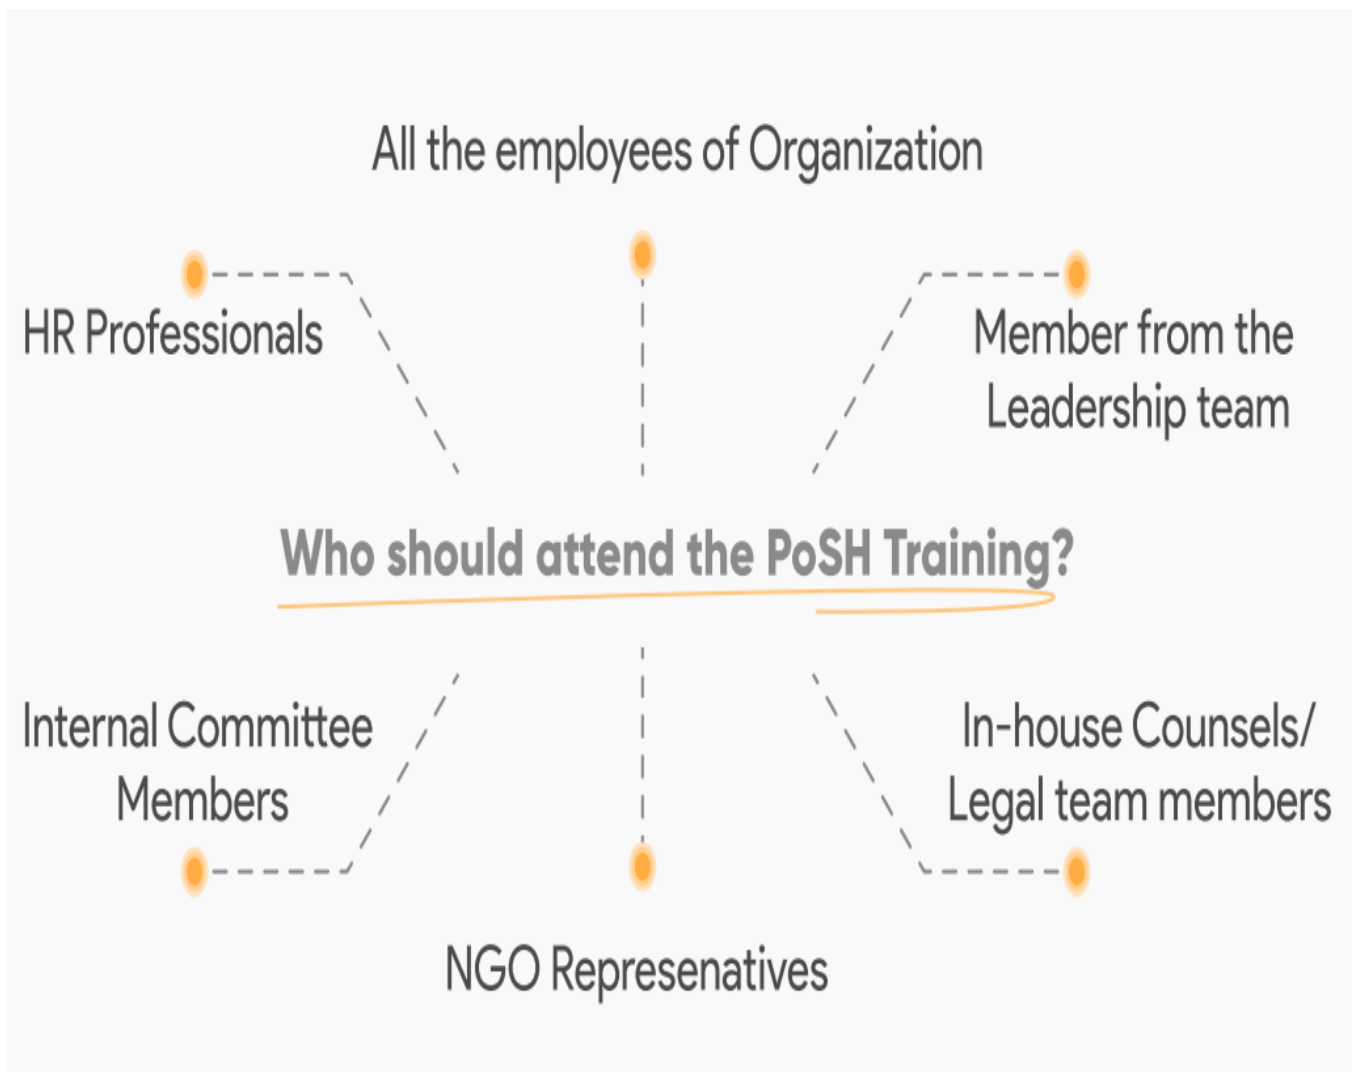 All the employees of Organization
HR Professionals
Member from the
Leadership team
Who should attend the PoSH Training?
Internal Committee
Members
In-house Counsels/
Legal team members
NGO Represenatives